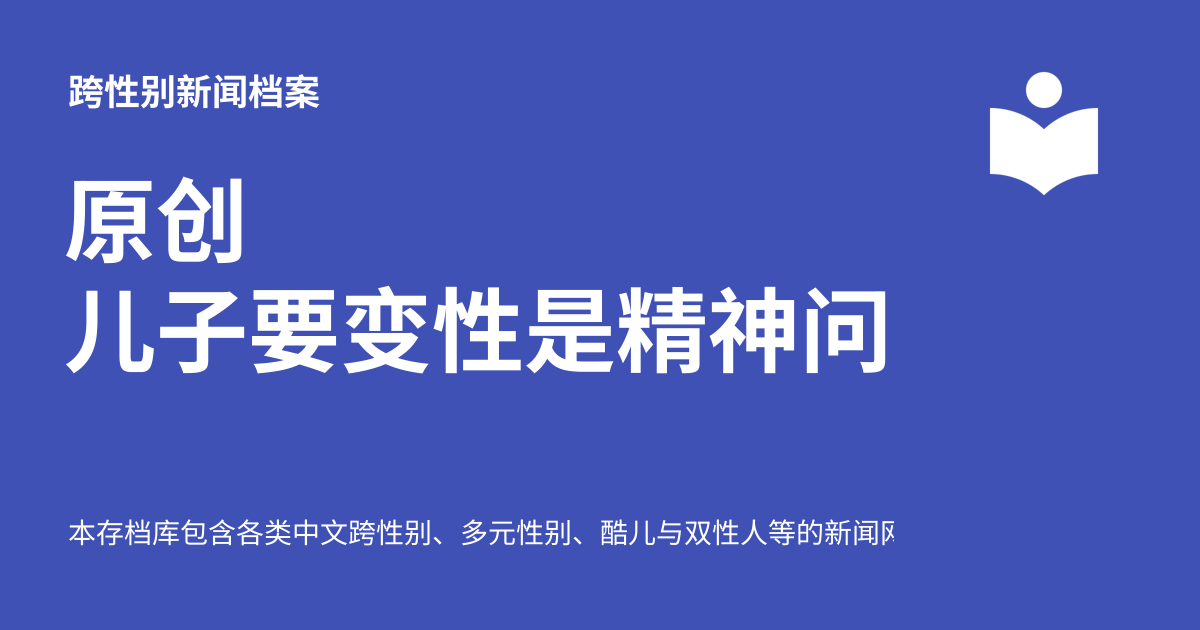 跨性别新闻档案
原创
儿子要变性是精神问
本存档库包含各类中文跨性别、多元性别、酷儿与双性人等的新闻